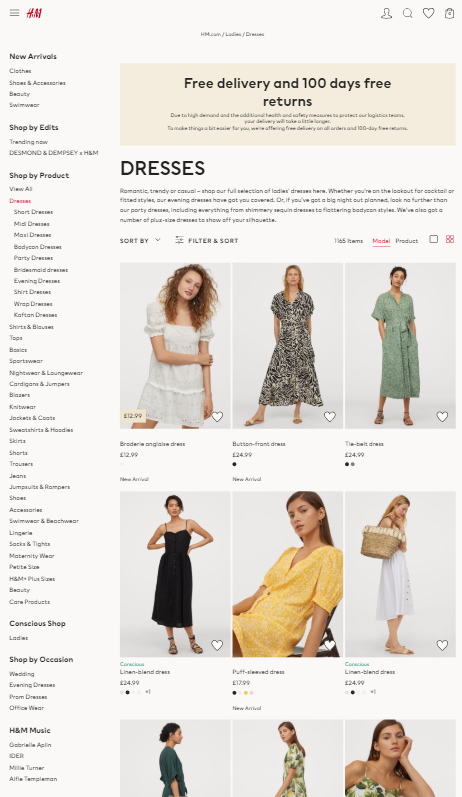 H&M
HM.com / Ladies / Dresses
New Arrivals
Clothes
Shoes & Accessories
Beauty
Swimwear
Shop by Edits
Trending now
DESMOND & DEMPSEY x H&M
Shop by Product
View All
Dresses
Short Dresses
Midi Dresses
Maxi Dresses
Bodycon Dresses
Party Dresses
Bridesmaid dresses
Evening Dresses
Shirt Dresses
Wrap Dresses
Kaftan Dresses
Shirts & Blouses
Tops
Basics
Sportswear
Nightwear & Loungewear
Cardigans & Jumpers
Blazers
Knitwear
Jackets & Coats
Sweatshirts & Hoodies
Skirts
Shorts
Trousers
Jeans
Jumpsuits & Rompers
Shoes
Accessories
Swimwear & Beachwear
Lingerie
Socks & Tights
Maternity Wear
Petite Size
H&M+ Plus Sizes
Beauty
Care Products
Conscious Shop
Ladies
Shop by Occasion
Wedding
Evening Dresses
Prom Dresses
Office Wear
H&M Music
Gabrielle Aplin
IDER
Millie Turner
Alfie Templeman
Free delivery and 100 days free
returns
Due to high demand and the additional health and safety measures to protect our logistics teams,
your delivery will take a little longer.
To make things a bit easier for you, we're offering free delivery on all orders and 100-day free returns.
DRESSES
Romantic, trendy or casual – shop our full selection of ladies' dresses here. Whether you're on the lookout for cocktail or
fitted styles, our evening dresses have got you covered. Or, if you've got a big night out planned, look no further than
our party dresses, including everything from shimmery sequin dresses to flattering bodycon styles. We've also got a
number of plus-size dresses to show off your silhouette.
SORT BY FILTER & SORT 1165 Items Model Product
£12.99
Broderie anglaise dress Button-front dress Tie-belt dress
£12.99 £24.99 £24.99
New Arrival New Arrival
Conscious Conscious
Linen-blend dress Puff-sleeved dress Linen-blend dress
£24.99 £17.99 £24.99
+1 +1
New Arrival